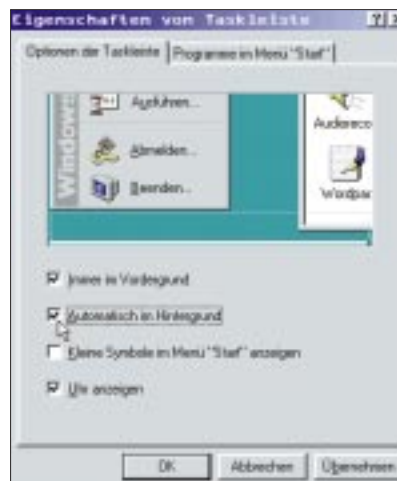 Eigenschaften von Taskleiste
Optionen der Taskleiste
Programme im Menü "Start"
Windows
Ausführen...
Abmelden...
Beenden...
Audioreco
Wordpad
Immer im Vordergrund
Automatisch im Hintergrund
Kleine Symbole im Menü "Start" anzeigen
Uhr anzeigen
OK
Abbrechen
Übernehmen